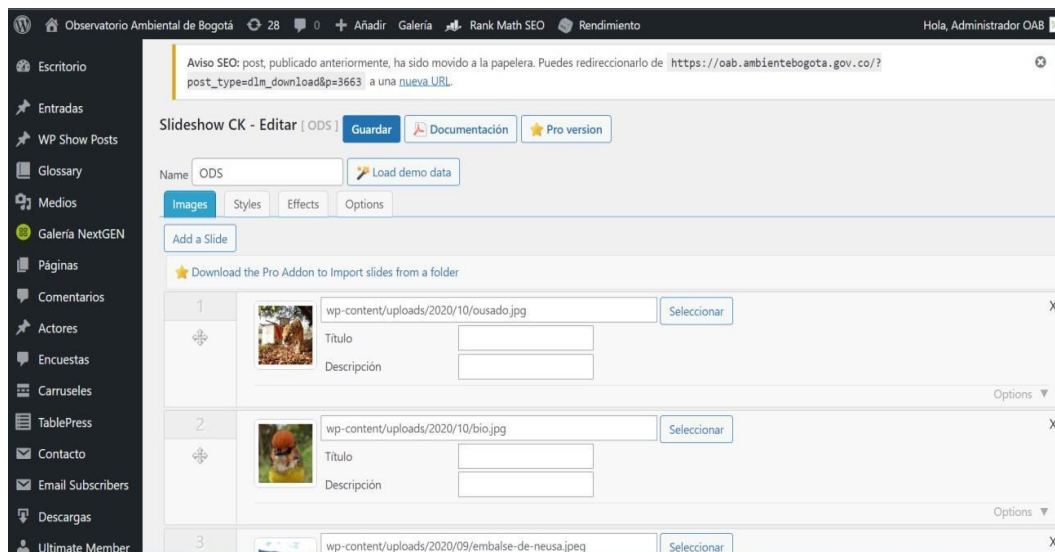 Observatorio Ambiental de Bogotá 28 0 Añadir Galería Rank Math SEO Rendimiento Hola, Administrador OAB
Escritorio
Entradas
WP Show Posts
Glossary
Medios
Galería NextGEN
Páginas
Comentarios
Actores
Encuestas
Carruseles
TablePress
Contacto
Email Subscribers
Descargas
Ultimate Member
Aviso SEO: post, publicado anteriormente, ha sido movido a la papelera. Puedes redireccionarlo de https://oab.ambientebogota.gov.co/?
post_type=dlm_download&p=3663 a una nueva URL.
Slideshow CK - Editar [ ODS ] Guardar Documentación Pro version
Name ODS Load demo data
Images Styles Effects Options
Add a Slide
Download the Pro Addon to Import slides from a folder
1 wp-content/uploads/2020/10/ousado.jpg Seleccionar X
Título
Descripción
Options ▼
2 wp-content/uploads/2020/10/bio.jpg Seleccionar X
Título
Descripción
Options ▼
3 wp-content/uploads/2020/09/embalse-de-neusa.jpeg Seleccionar X